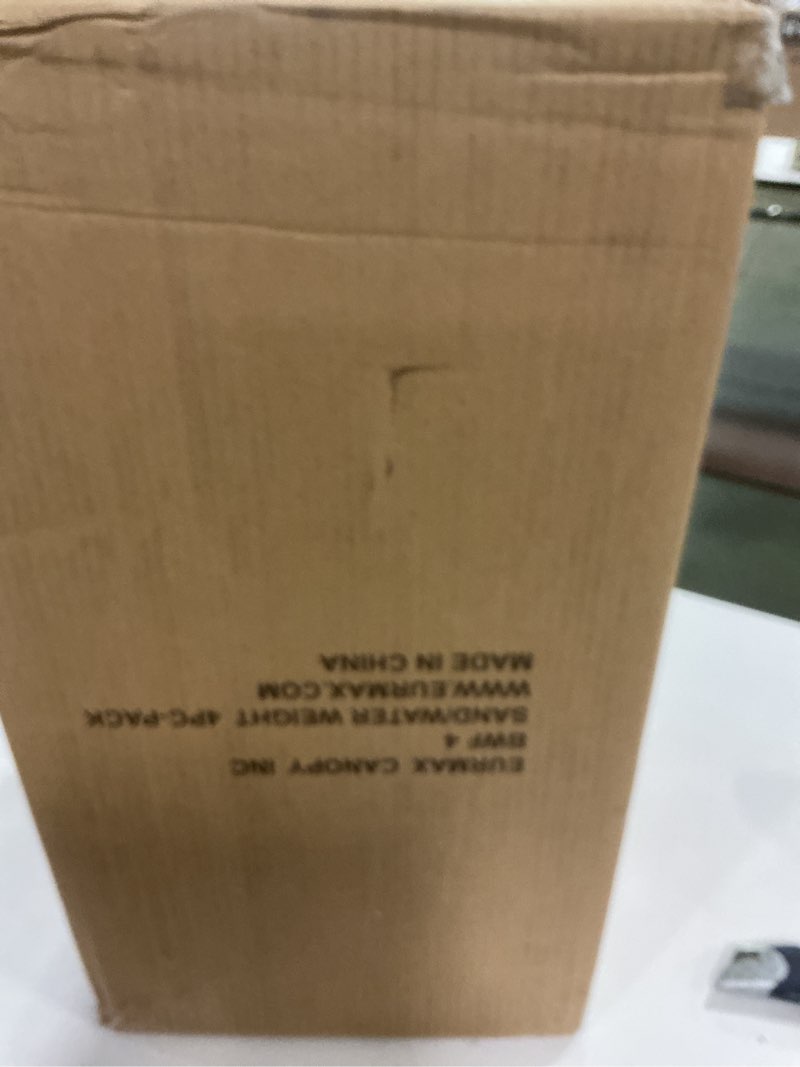 EURMAX CANOPY INC
BWF 4
SAND/WATER WEIGHT 4PC-PACK
WWW.EURMAX.COM
MADE IN CHINA